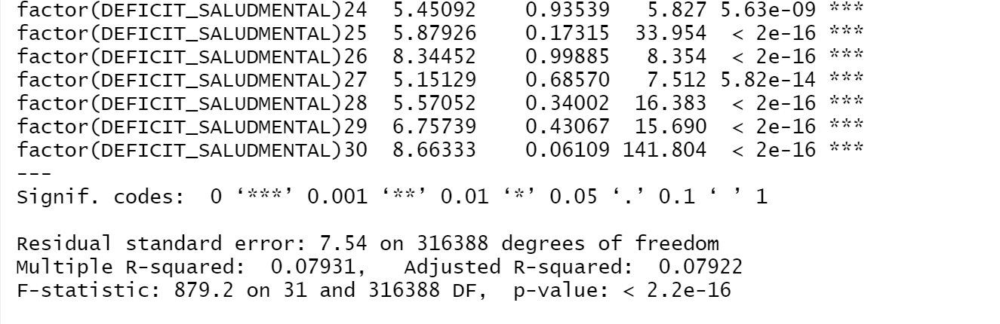 factor(DEFICIT_SALUDMENTAL)24  5.45092    0.93539   5.827 5.63e-09 ***
factor(DEFICIT_SALUDMENTAL)25  5.87926    0.17315  33.954  < 2e-16 ***
factor(DEFICIT_SALUDMENTAL)26  8.34452    0.99885   8.354  < 2e-16 ***
factor(DEFICIT_SALUDMENTAL)27  5.15129    0.68570   7.512 5.82e-14 ***
factor(DEFICIT_SALUDMENTAL)28  5.57052    0.34002  16.383  < 2e-16 ***
factor(DEFICIT_SALUDMENTAL)29  6.75739    0.43067  15.690  < 2e-16 ***
factor(DEFICIT_SALUDMENTAL)30  8.66333    0.06109 141.804  < 2e-16 ***
---
Signif. codes:  0 ‘***’ 0.001 ‘**’ 0.01 ‘*’ 0.05 ‘.’ 0.1 ‘ ’ 1
Residual standard error: 7.54 on 316388 degrees of freedom
Multiple R-squared:  0.07931,   Adjusted R-squared:  0.07922
F-statistic: 879.2 on 31 and 316388 DF,  p-value: < 2.2e-16